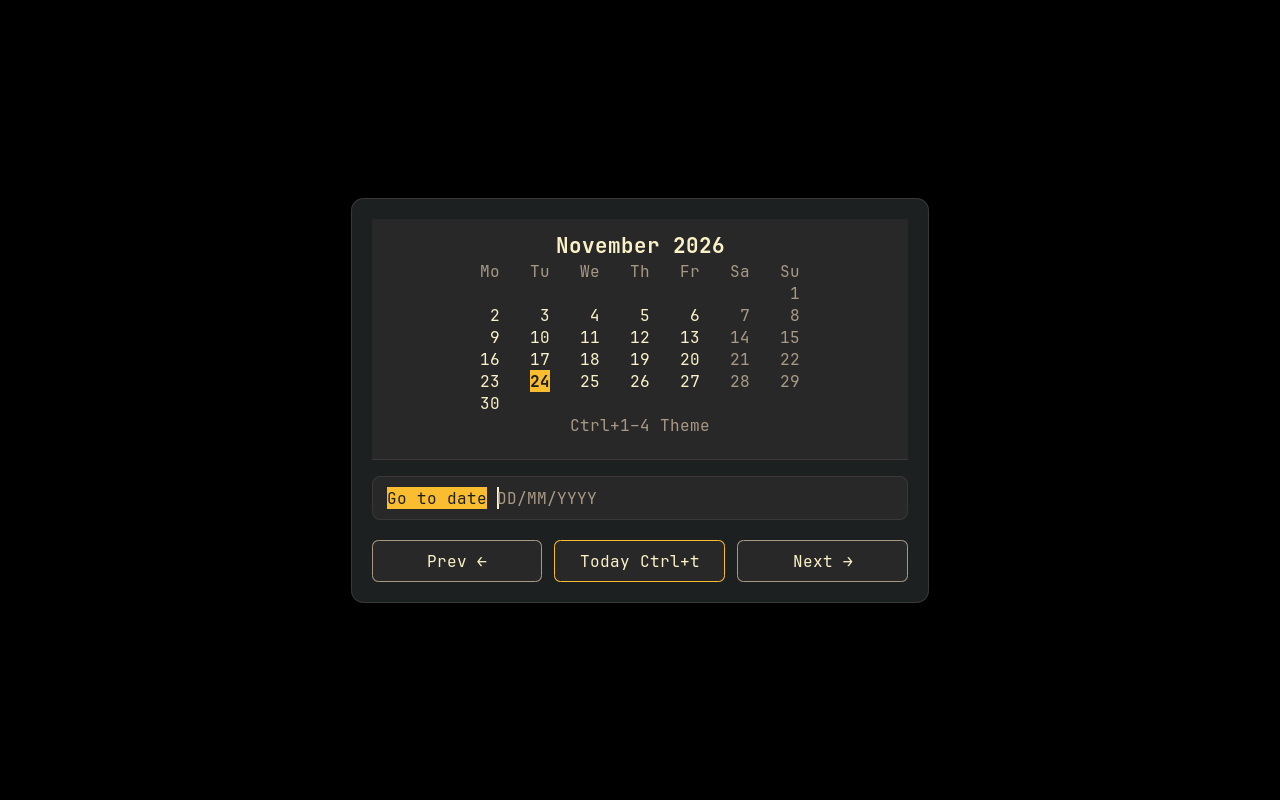 November 2026
Mo Tu We Th Fr Sa Su
1
2 3 4 5 6 7 8
9 10 11 12 13 14 15
16 17 18 19 20 21 22
23 24 25 26 27 28 29
30
Ctrl+1–4 Theme
Go to date DD/MM/YYYY
Prev ← Today Ctrl+t Next →